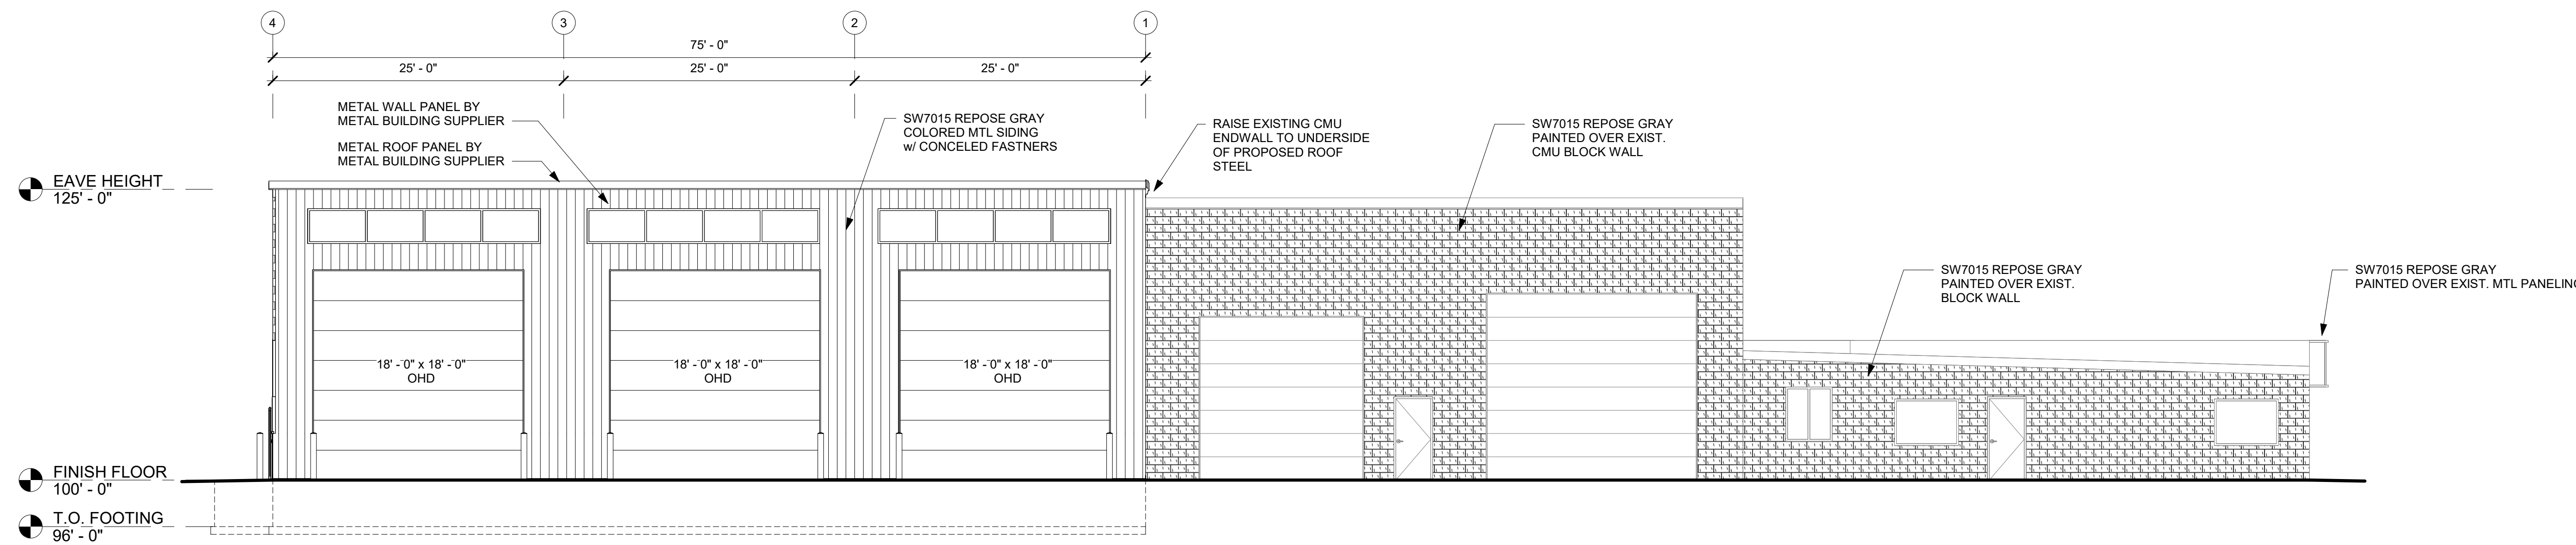 4
3
2
1
75' - 0"
25' - 0"
25' - 0"
25' - 0"
METAL WALL PANEL BY
METAL BUILDING SUPPLIER
METAL ROOF PANEL BY
METAL BUILDING SUPPLIER
SW7015 REPOSE GRAY
COLORED MTL SIDING
w/ CONCELED FASTNERS
RAISE EXISTING CMU
ENDWALL TO UNDERSIDE
OF PROPOSED ROOF
STEEL
SW7015 REPOSE GRAY
PAINTED OVER EXIST.
CMU BLOCK WALL
SW7015 REPOSE GRAY
PAINTED OVER EXIST.
BLOCK WALL
SW7015 REPOSE GRAY
PAINTED OVER EXIST. MTL PANELING
EAVE HEIGHT
125' - 0"
18' - 0" x 18' - 0"
OHD
18' - 0" x 18' - 0"
OHD
18' - 0" x 18' - 0"
OHD
FINISH FLOOR
100' - 0"
T.O. FOOTING
96' - 0"